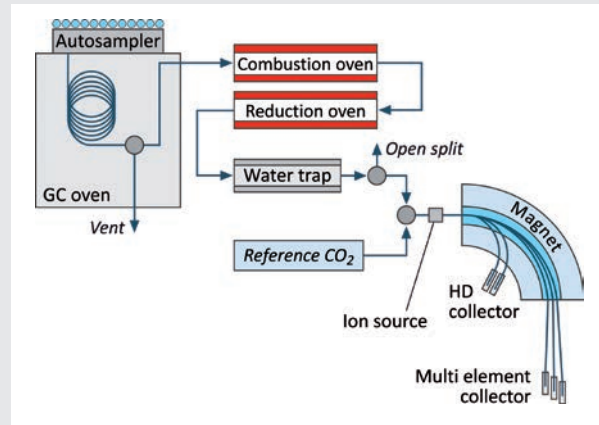 Autosampler
Combustion oven
Reduction oven
Open split
Water trap
GC oven
Vent
Magnet
Reference CO₂
HD
collector
Ion source
Multi element
collector